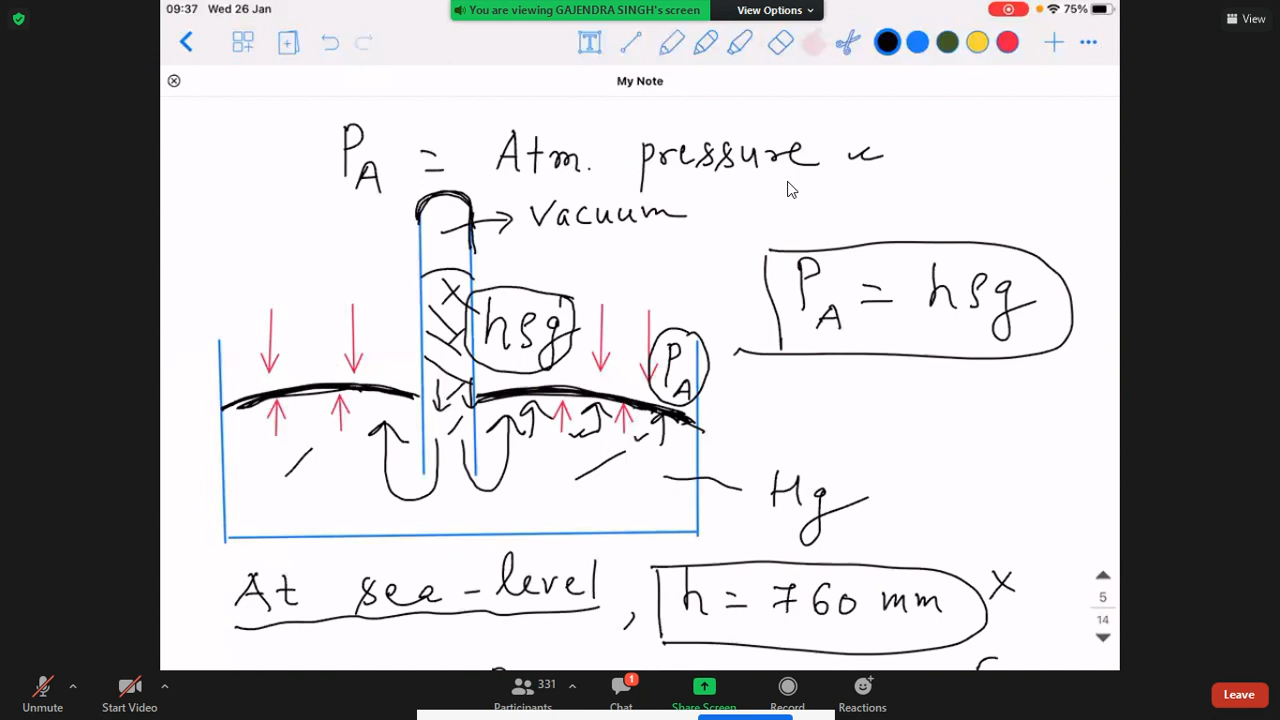 09:37 Wed 26 Jan
You are viewing GAJENDRA SINGH's screen
View Options
75%
View
My Note
P_A = Atm. pressure
Vacuum
P_A = hρg
hρg
P_A
Hg
At sea-level, h = 760 mm
5
14
Unmute
Start Video
331
Participants
1
Chat
Share Screen
Record
Reactions
Leave